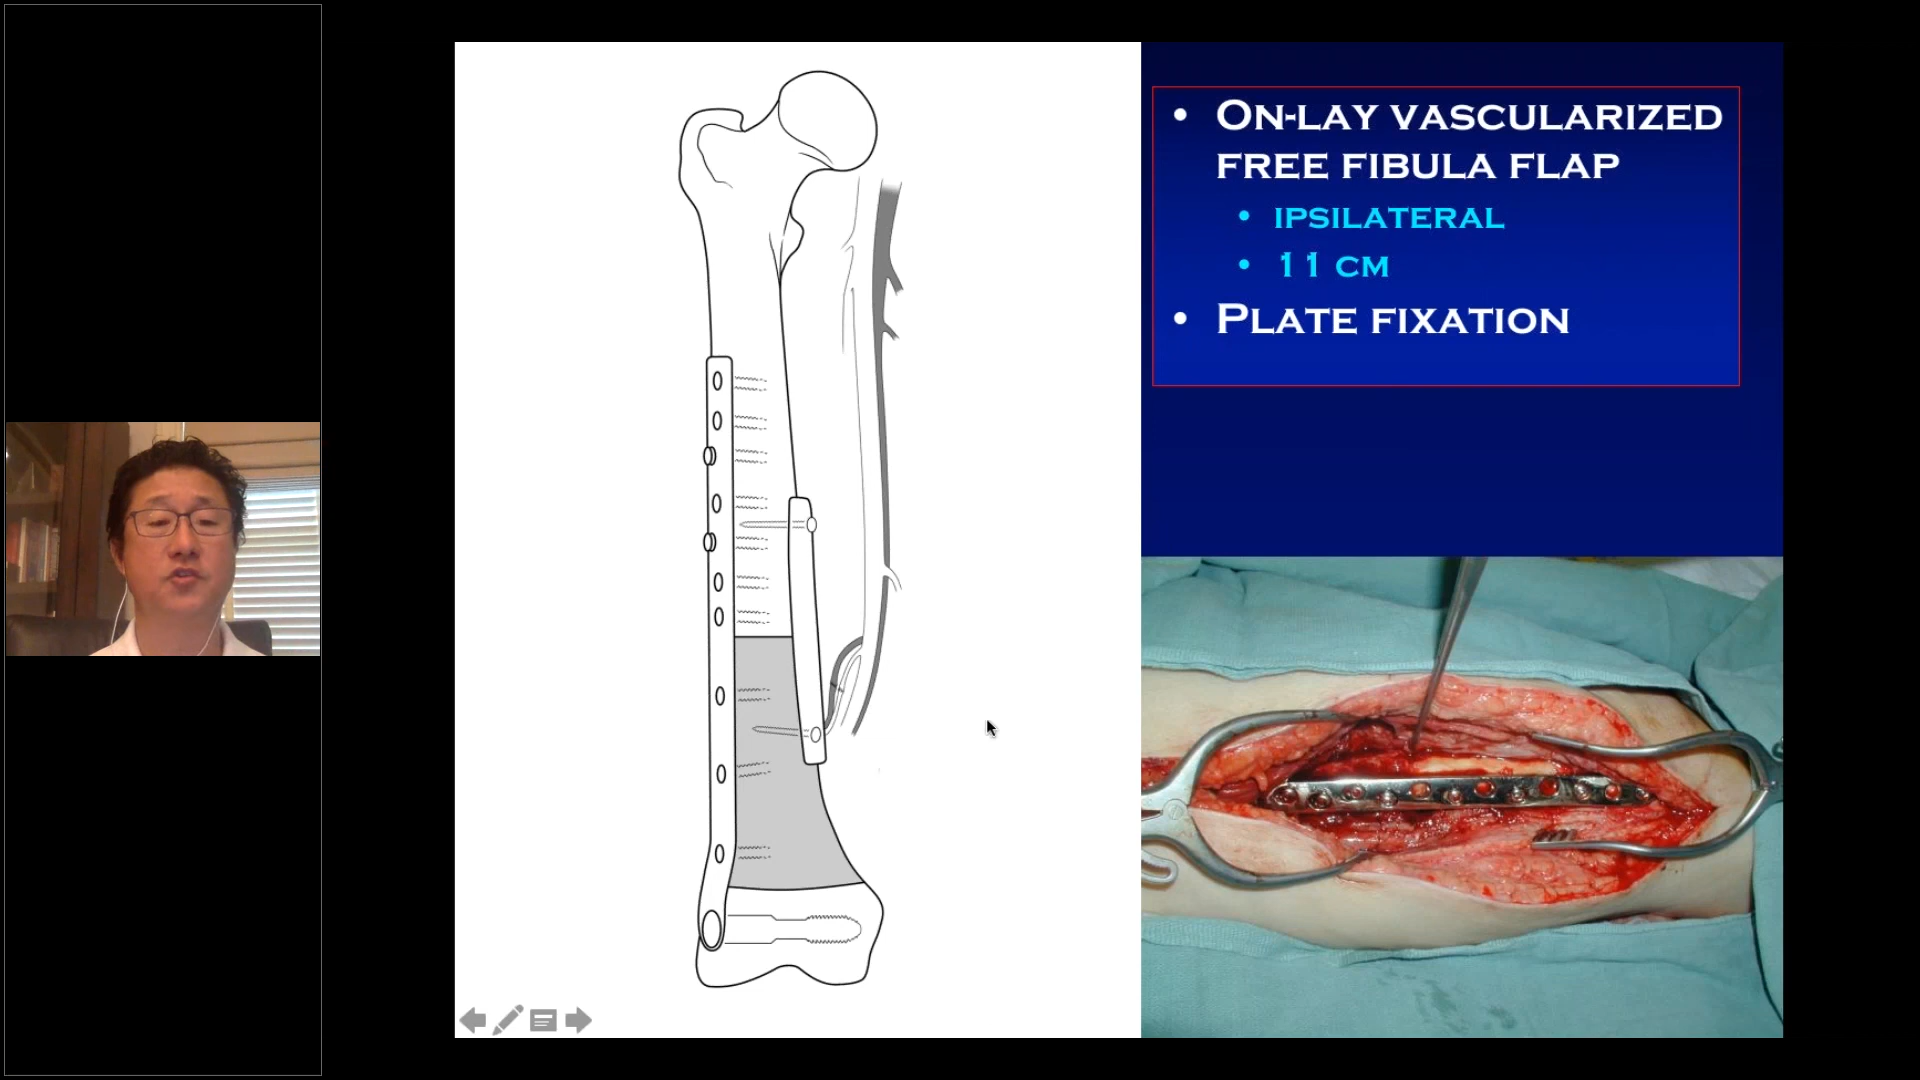 • On-lay vascularized
free fibula flap
• ipsilateral
• 11 cm
• Plate fixation